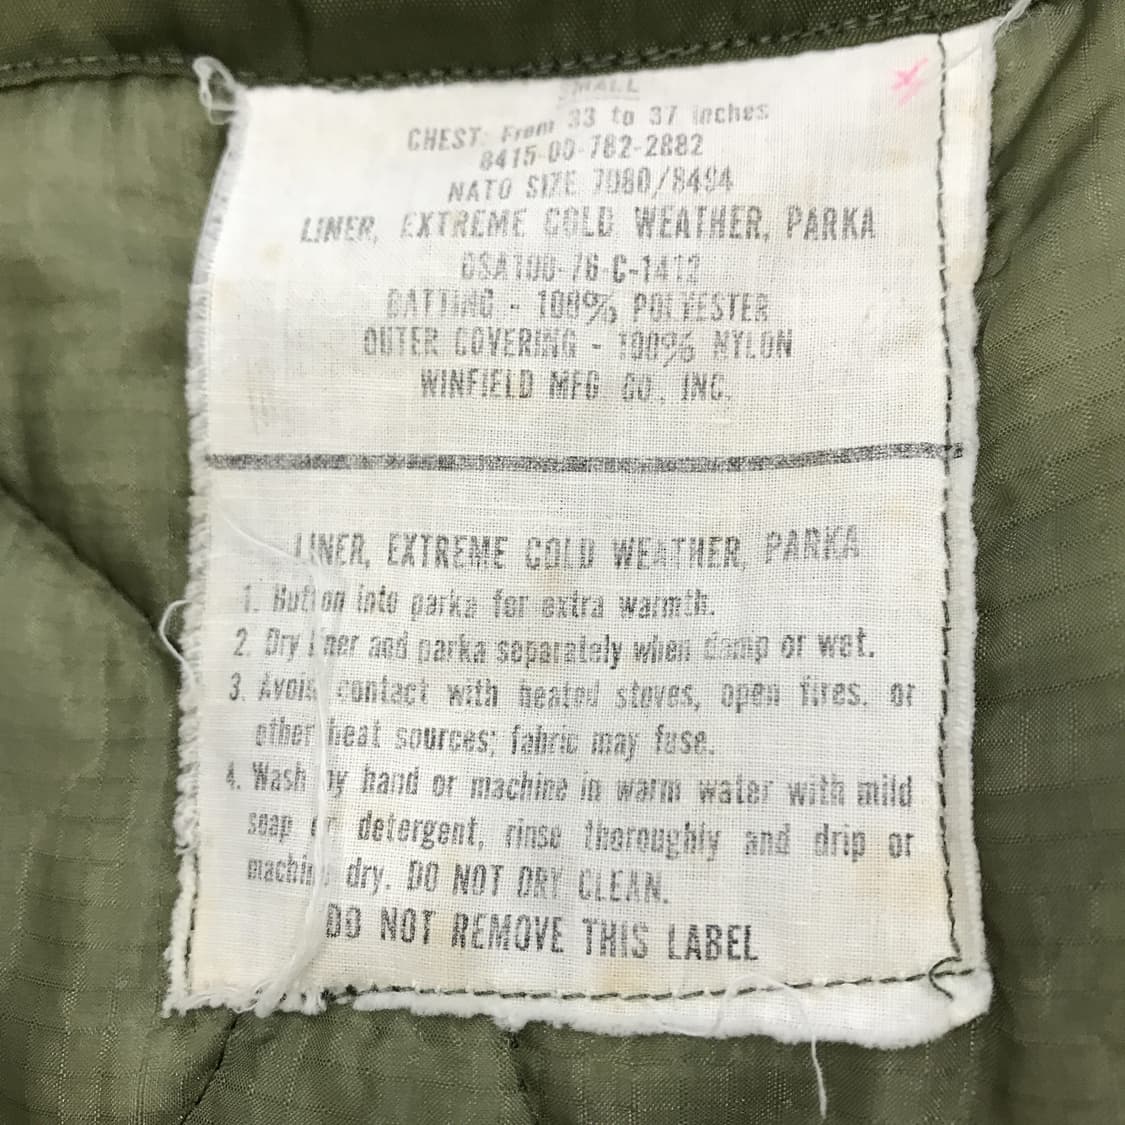 SMALL
CHEST: From 33 to 37 inches
8415-00-782-2882
NATO SIZE 7080/8494
LINER, EXTREME COLD WEATHER, PARKA
DSA100-76-C-1412
BATTING - 100% POLYESTER
OUTER COVERING - 100% NYLON
WINFIELD MFG. CO., INC.
LINER, EXTREME COLD WEATHER, PARKA
1. Button into parka for extra warmth.
2. Dry liner and parka separately when damp or wet.
3. Avoid contact with heated stoves, open fires, or
other heat sources; fabric may fuse.
4. Wash by hand or machine in warm water with mild
soap or detergent, rinse thoroughly and drip or
machine dry. DO NOT DRY CLEAN.
DO NOT REMOVE THIS LABEL